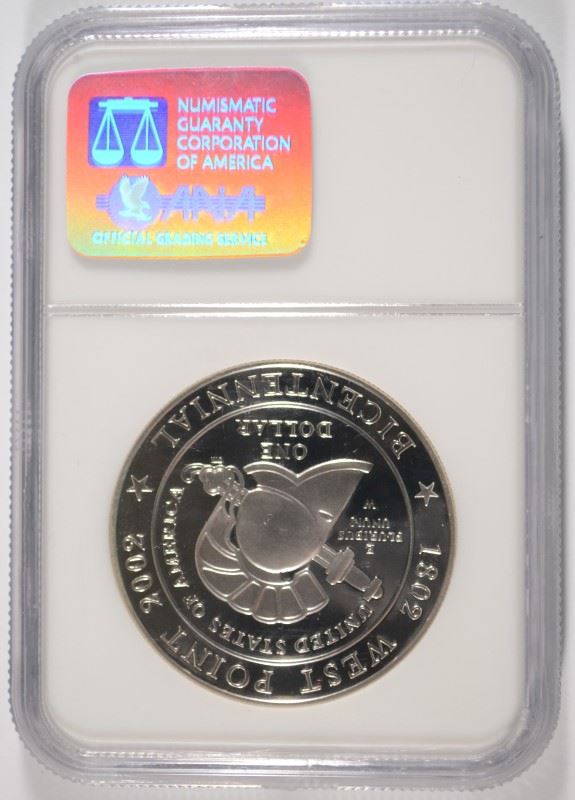 NUMISMATIC
GUARANTY
CORPORATION
OF AMERICA
ANA
OFFICIAL GRADING SERVICE
WEST POINT
BICENTENNIAL
1802
2002
UNITED STATES OF AMERICA
E
PLURIBUS
UNUM
W
ONE
DOLLAR